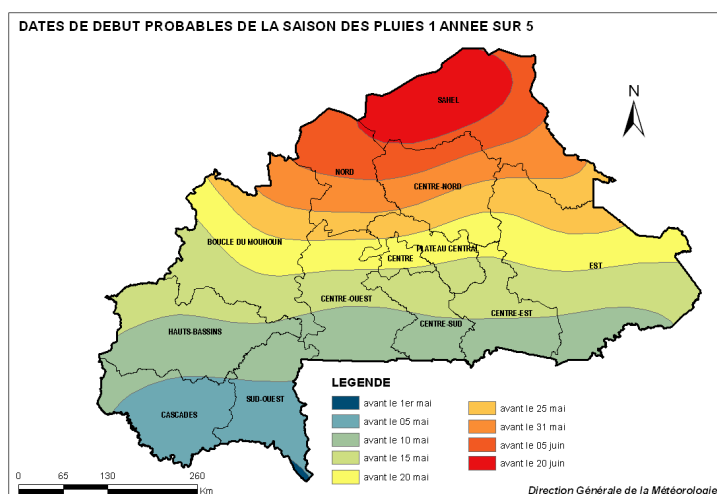 DATES DE DEBUT PROBABLES DE LA SAISON DES PLUIES 1 ANNEE SUR 5
N
SAHEL
NORD
CENTRE-NORD
BOUCLE DU MOUHOUN
PLATEAU CENTRAL
CENTRE
EST
CENTRE-OUEST
CENTRE-EST
CENTRE-SUD
HAUTS-BASSINS
SUD-OUEST
CASCADES
LEGENDE
avant le 1er mai
avant le 05 mai
avant le 10 mai
avant le 15 mai
avant le 20 mai
avant le 25 mai
avant le 31 mai
avant le 05 juin
avant le 20 juin
0 65 130 260
Km
Direction Générale de la Météorologie